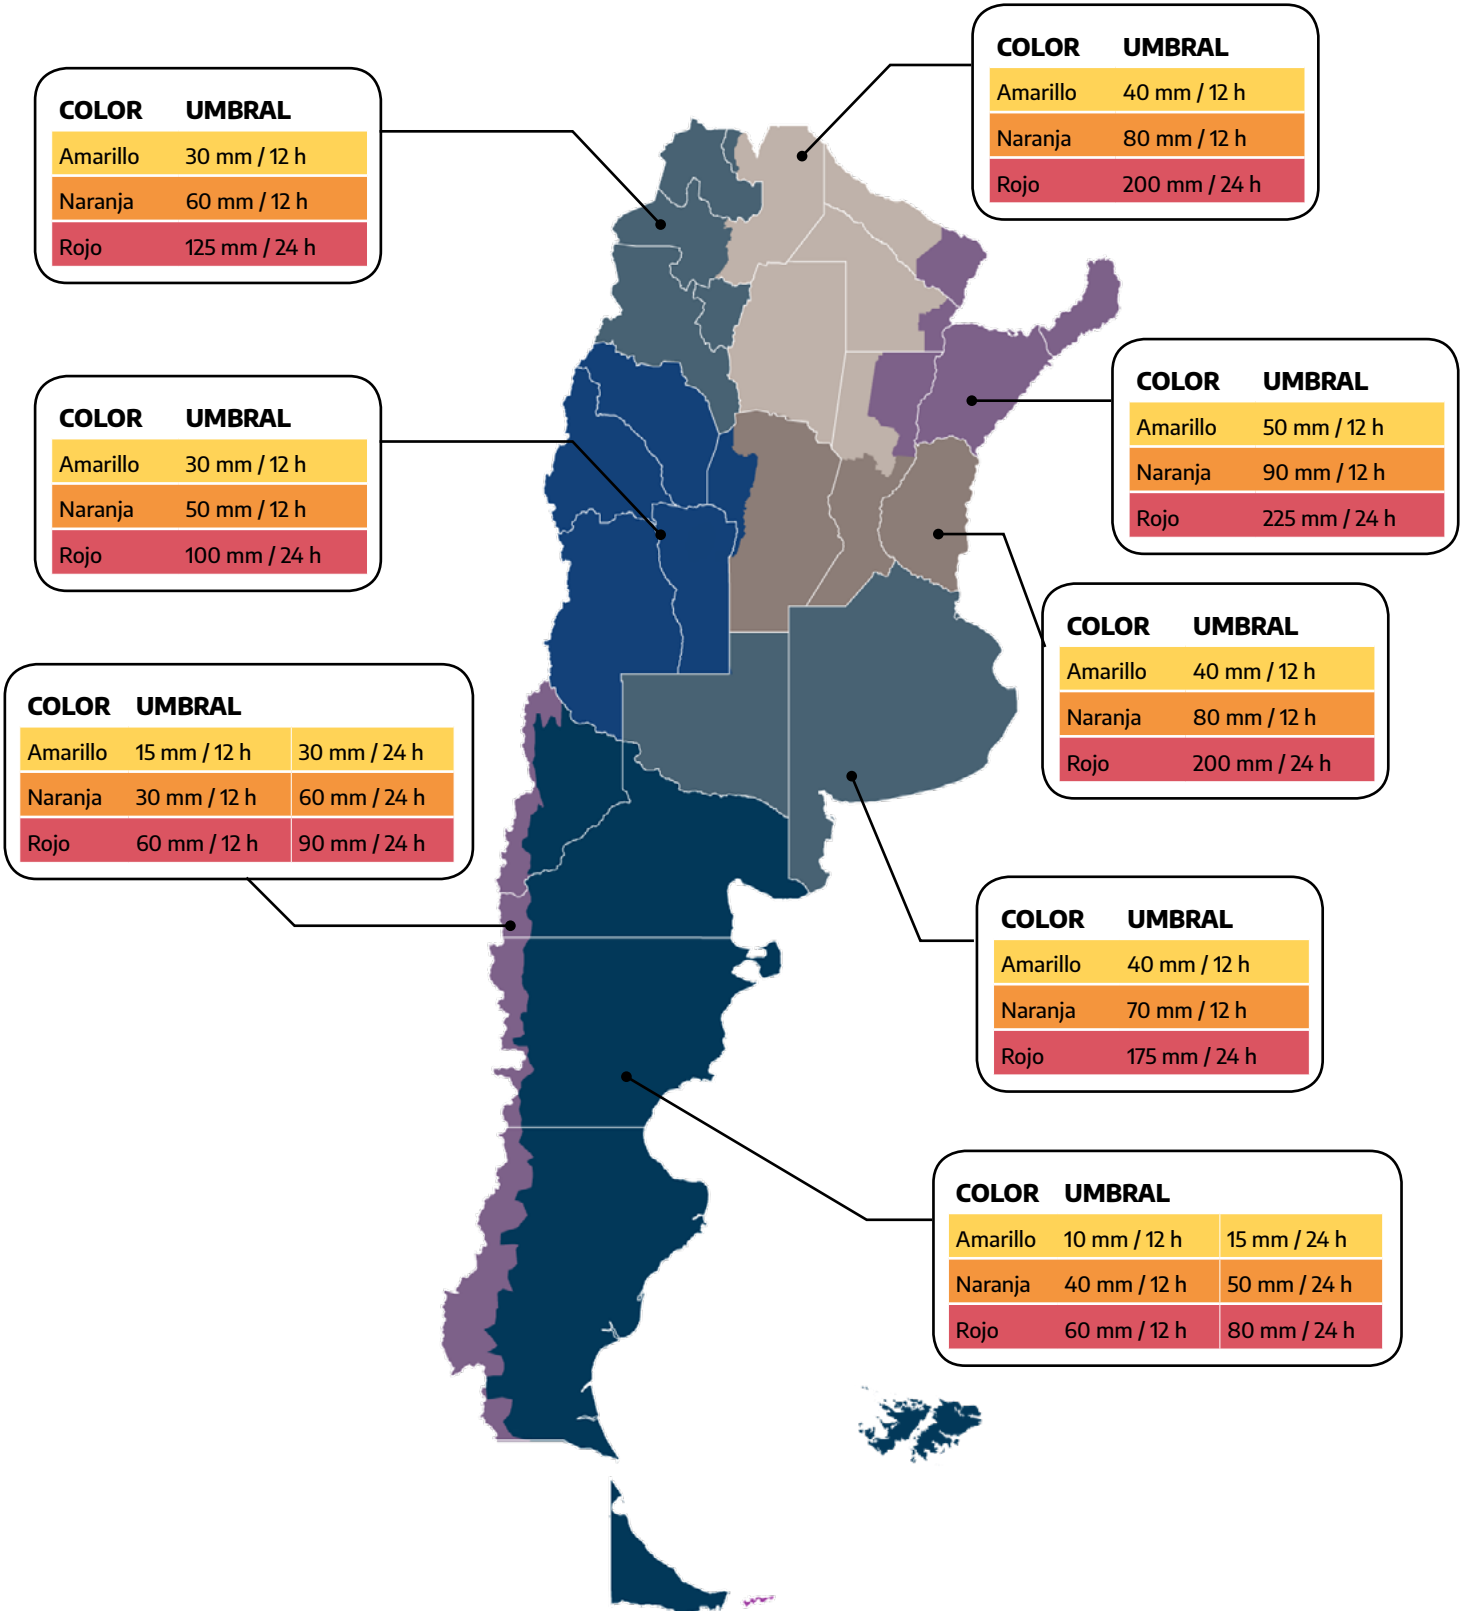 COLOR UMBRAL
Amarillo 40 mm / 12 h
Naranja 80 mm / 12 h
Rojo 200 mm / 24 h
COLOR UMBRAL
Amarillo 30 mm / 12 h
Naranja 60 mm / 12 h
Rojo 125 mm / 24 h
COLOR UMBRAL
Amarillo 50 mm / 12 h
Naranja 90 mm / 12 h
Rojo 225 mm / 24 h
COLOR UMBRAL
Amarillo 30 mm / 12 h
Naranja 50 mm / 12 h
Rojo 100 mm / 24 h
COLOR UMBRAL
Amarillo 40 mm / 12 h
Naranja 80 mm / 12 h
Rojo 200 mm / 24 h
COLOR UMBRAL
Amarillo 15 mm / 12 h 30 mm / 24 h
Naranja 30 mm / 12 h 60 mm / 24 h
Rojo 60 mm / 12 h 90 mm / 24 h
COLOR UMBRAL
Amarillo 40 mm / 12 h
Naranja 70 mm / 12 h
Rojo 175 mm / 24 h
COLOR UMBRAL
Amarillo 10 mm / 12 h 15 mm / 24 h
Naranja 40 mm / 12 h 50 mm / 24 h
Rojo 60 mm / 12 h 80 mm / 24 h